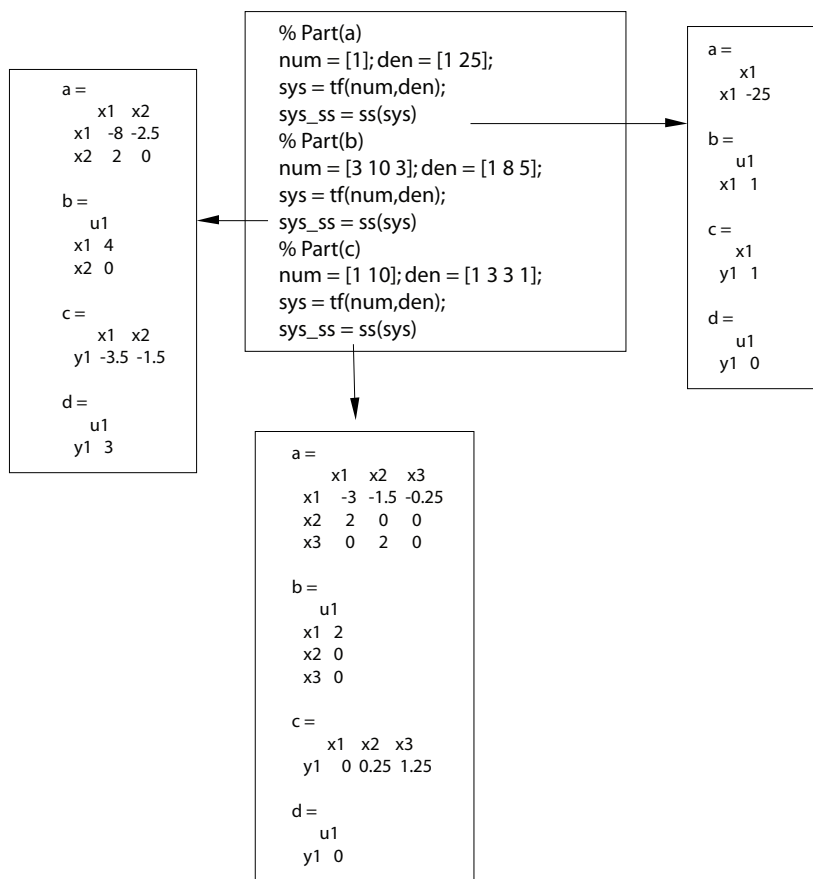 % Part(a)
num = [1]; den = [1 25];
sys = tf(num,den);
sys_ss = ss(sys)
% Part(b)
num = [3 10 3]; den = [1 8 5];
sys = tf(num,den);
sys_ss = ss(sys)
% Part(c)
num = [1 10]; den = [1 3 3 1];
sys = tf(num,den);
sys_ss = ss(sys)
a =
x1
x1 -25
b =
u1
x1 1
c =
x1
y1 1
d =
u1
y1 0
a =
x1 x2
x1 -8 -2.5
x2 2 0
b =
u1
x1 4
x2 0
c =
x1 x2
y1 -3.5 -1.5
d =
u1
y1 3
a =
x1 x2 x3
x1 -3 -1.5 -0.25
x2 2 0 0
x3 0 2 0
b =
u1
x1 2
x2 0
x3 0
c =
x1 x2 x3
y1 0 0.25 1.25
d =
u1
y1 0